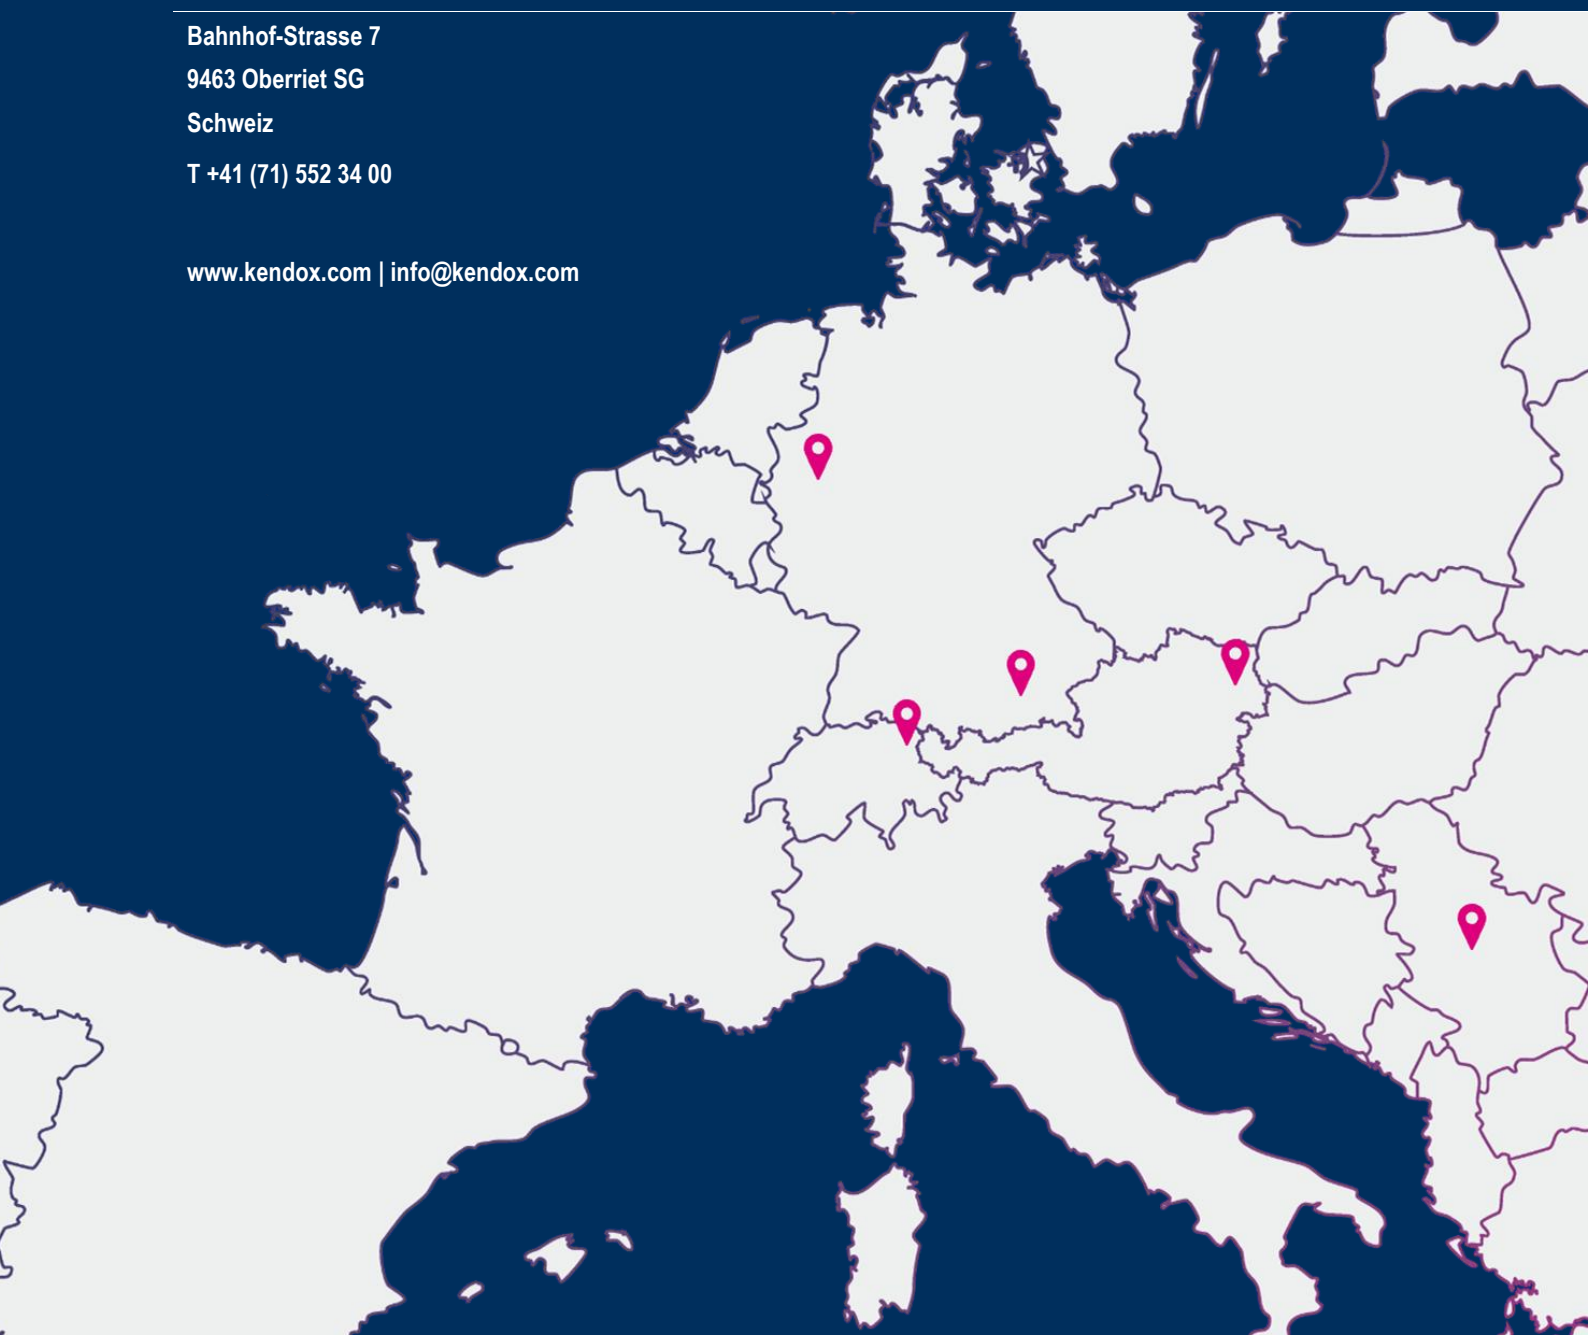 Bahnhof-Strasse 7
9463 Oberriet SG
Schweiz
T +41 (71) 552 34 00
www.kendox.com | info@kendox.com